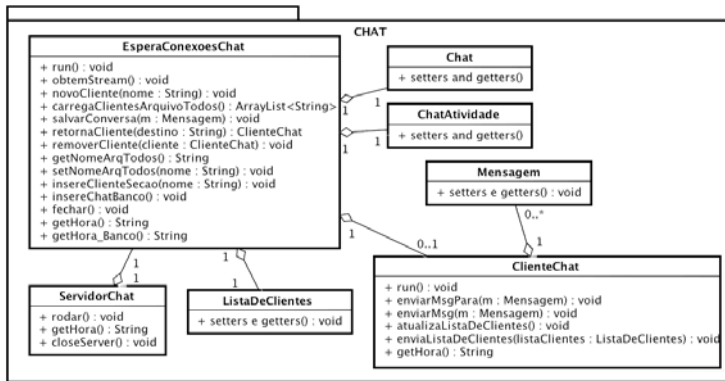 CHAT
EsperaConexoesChat
+ run() : void
+ obtemStream() : void
+ novoCliente(nome : String) : void
+ carregaClientesArquivoTodos() : ArrayList<String>
+ salvarConversa(m : Mensagem) : void
+ retornaCliente(destino : String) : ClienteChat
+ removerCliente(cliente : ClienteChat) : void
+ getNomeArqTodos() : String
+ setNomeArqTodos(nome : String) : void
+ insereClienteSecao(nome : String) : void
+ insereChatBanco() : void
+ fechar() : void
+ getHora() : String
+ getHora_Banco() : String
Chat
+ setters and getters()
1
1
ChatAtividade
+ setters and getters()
1
1
Mensagem
+ setters e getters() : void
0..*
1
1
0..1
ClienteChat
+ run() : void
+ enviarMsgPara(m : Mensagem) : void
+ enviarMsg(m : Mensagem) : void
+ atualizaListaDeClientes() : void
+ enviaListaDeClientes(listaClientes : ListaDeClientes) : void
+ getHora() : String
1
1
ServidorChat
+ rodar() : void
+ getHora() : String
+ closeServer() : void
1
1
ListaDeClientes
+ setters e getters() : void